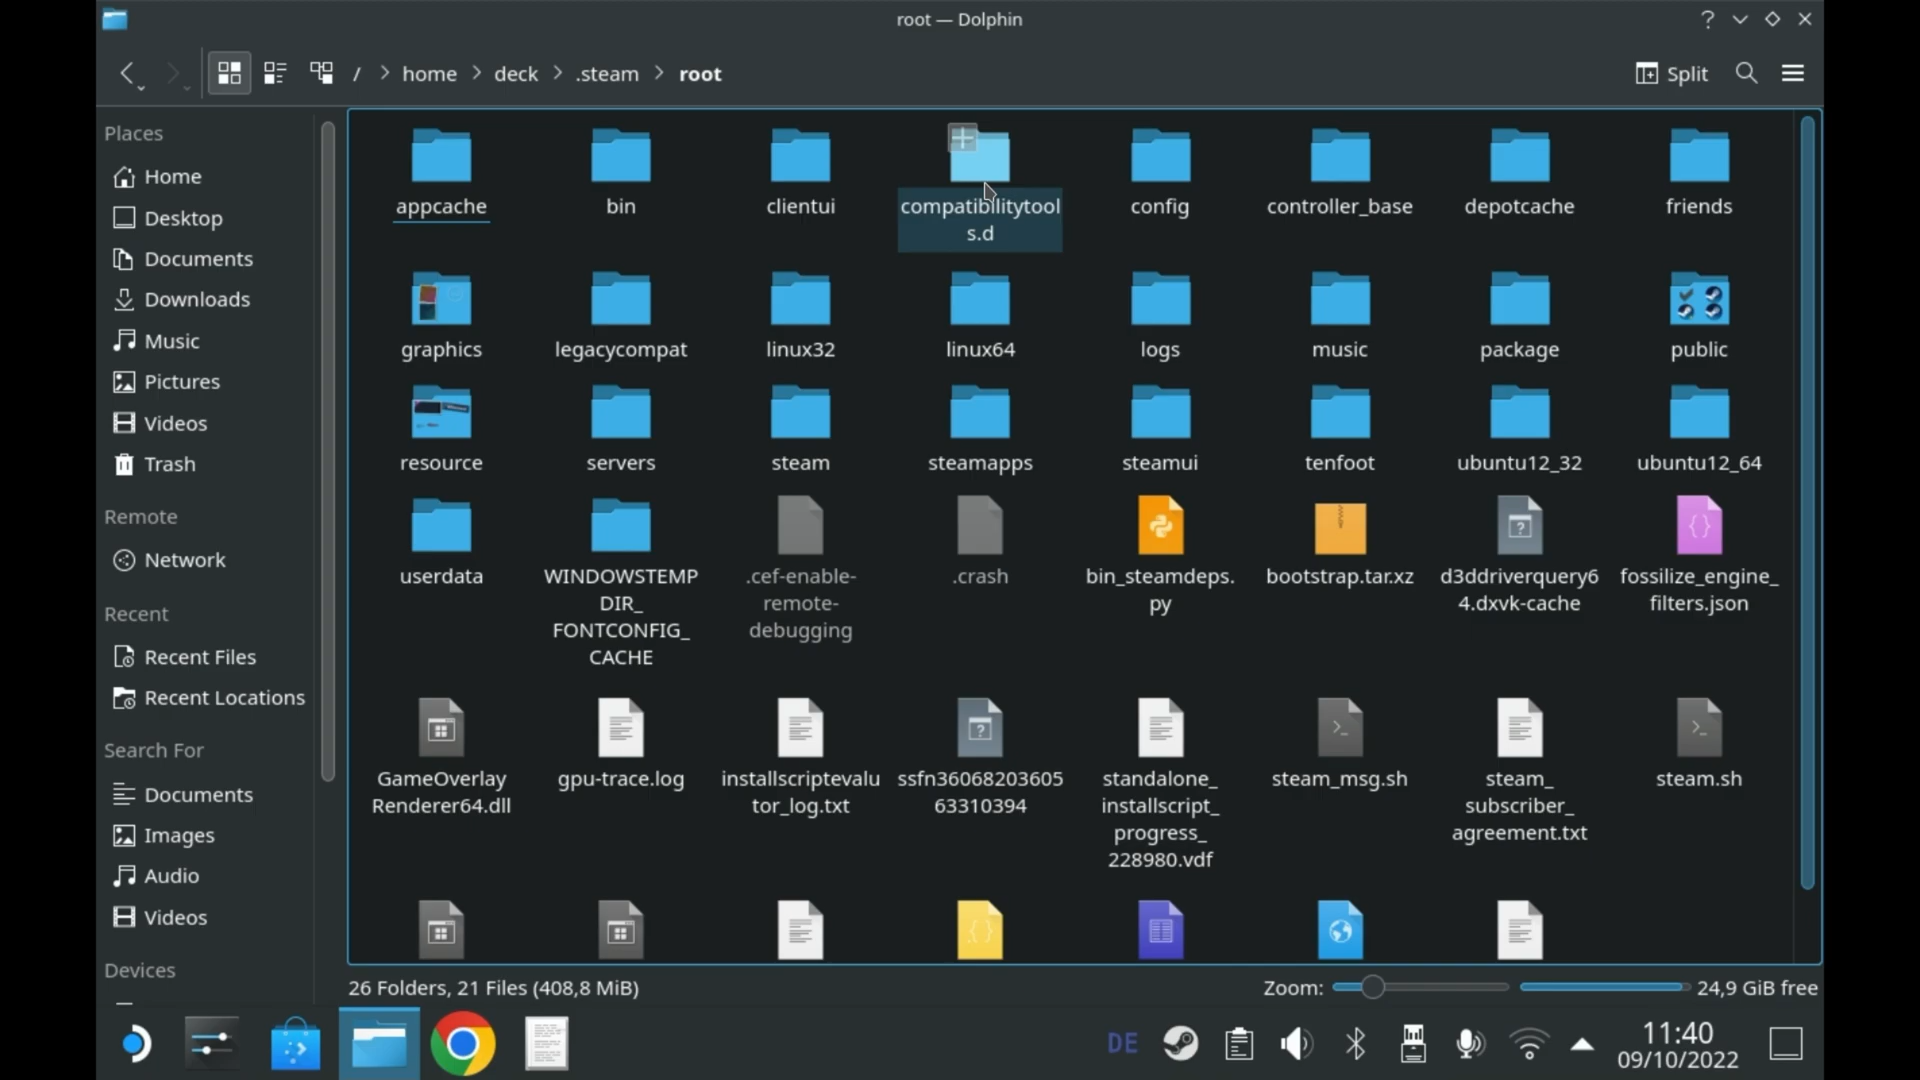 root — Dolphin
/ > home > deck > .steam > root
Split
Places
Home
Desktop
Documents
Downloads
Music
Pictures
Videos
Trash
Remote
Network
Recent
Recent Files
Recent Locations
Search For
Documents
Images
Audio
Videos
Devices
appcache
bin
clientui
compatibilitytool
s.d
config
controller_base
depotcache
friends
graphics
legacycompat
linux32
linux64
logs
music
package
public
resource
servers
steam
steamapps
steamui
tenfoot
ubuntu12_32
ubuntu12_64
userdata
WINDOWSTEMP
DIR_
FONTCONFIG_
CACHE
.cef-enable-
remote-
debugging
.crash
bin_steamdeps.
py
bootstrap.tar.xz
d3ddriverquery6
4.dxvk-cache
fossilize_engine_
filters.json
GameOverlay
Renderer64.dll
gpu-trace.log
installscriptevalu
tor_log.txt
ssfn36068203605
63310394
standalone_
installscript_
progress_
228980.vdf
steam_msg.sh
steam_
subscriber_
agreement.txt
steam.sh
26 Folders, 21 Files (408,8 MiB)
Zoom:
24,9 GiB free
DE
11:40
09/10/2022